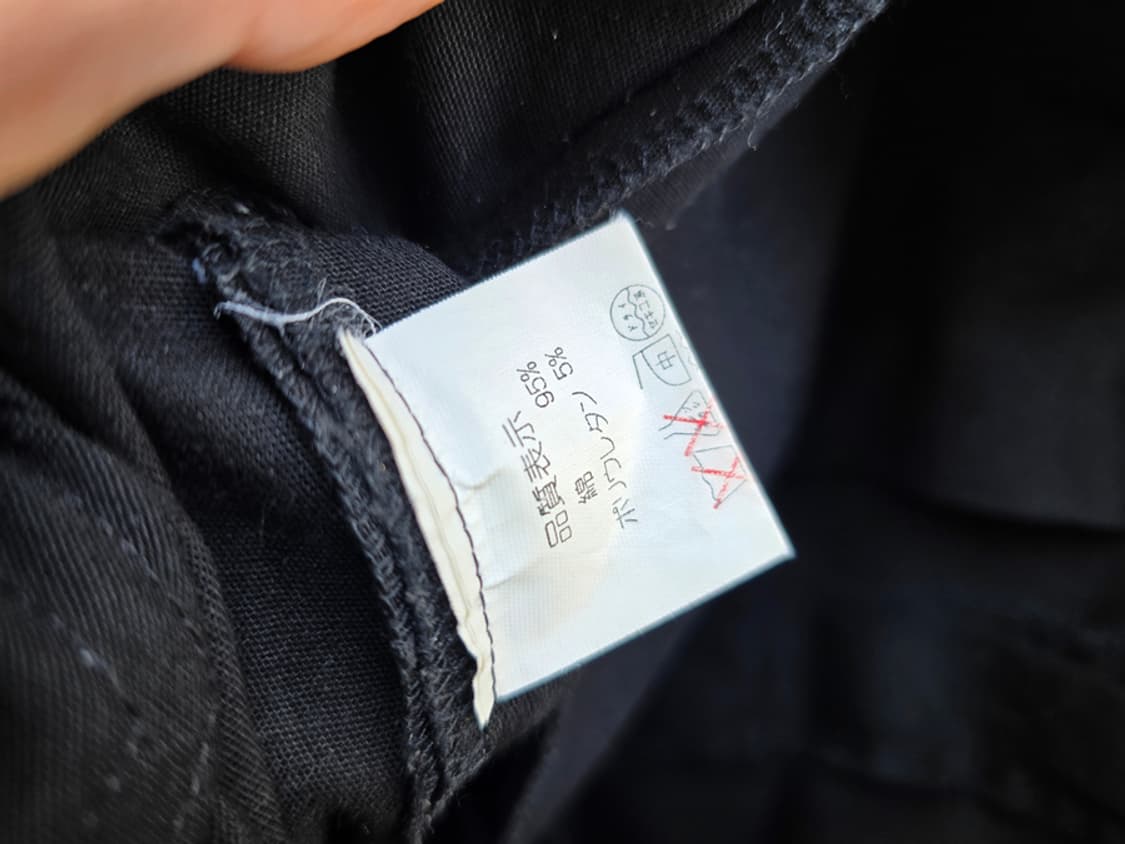 品質表示
綿 95%
ポリウレタン 5%
中